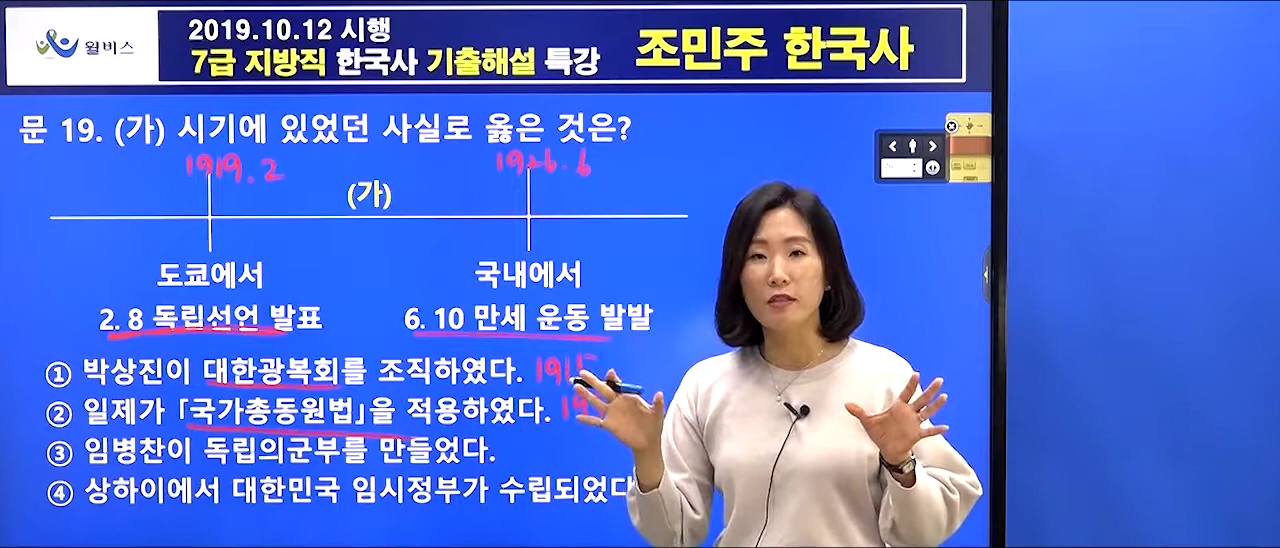 윌비스
2019.10.12 시행
7급 지방직 한국사 기출해설 특강
조민주 한국사
문 19. (가) 시기에 있었던 사실로 옳은 것은?
1919.2
1926.6
(가)
도쿄에서
국내에서
2. 8 독립선언 발표
6. 10 만세 운동 발발
① 박상진이 대한광복회를 조직하였다. 1915
② 일제가 「국가총동원법」을 적용하였다.
③ 임병찬이 독립의군부를 만들었다.
④ 상하이에서 대한민국 임시정부가 수립되었다